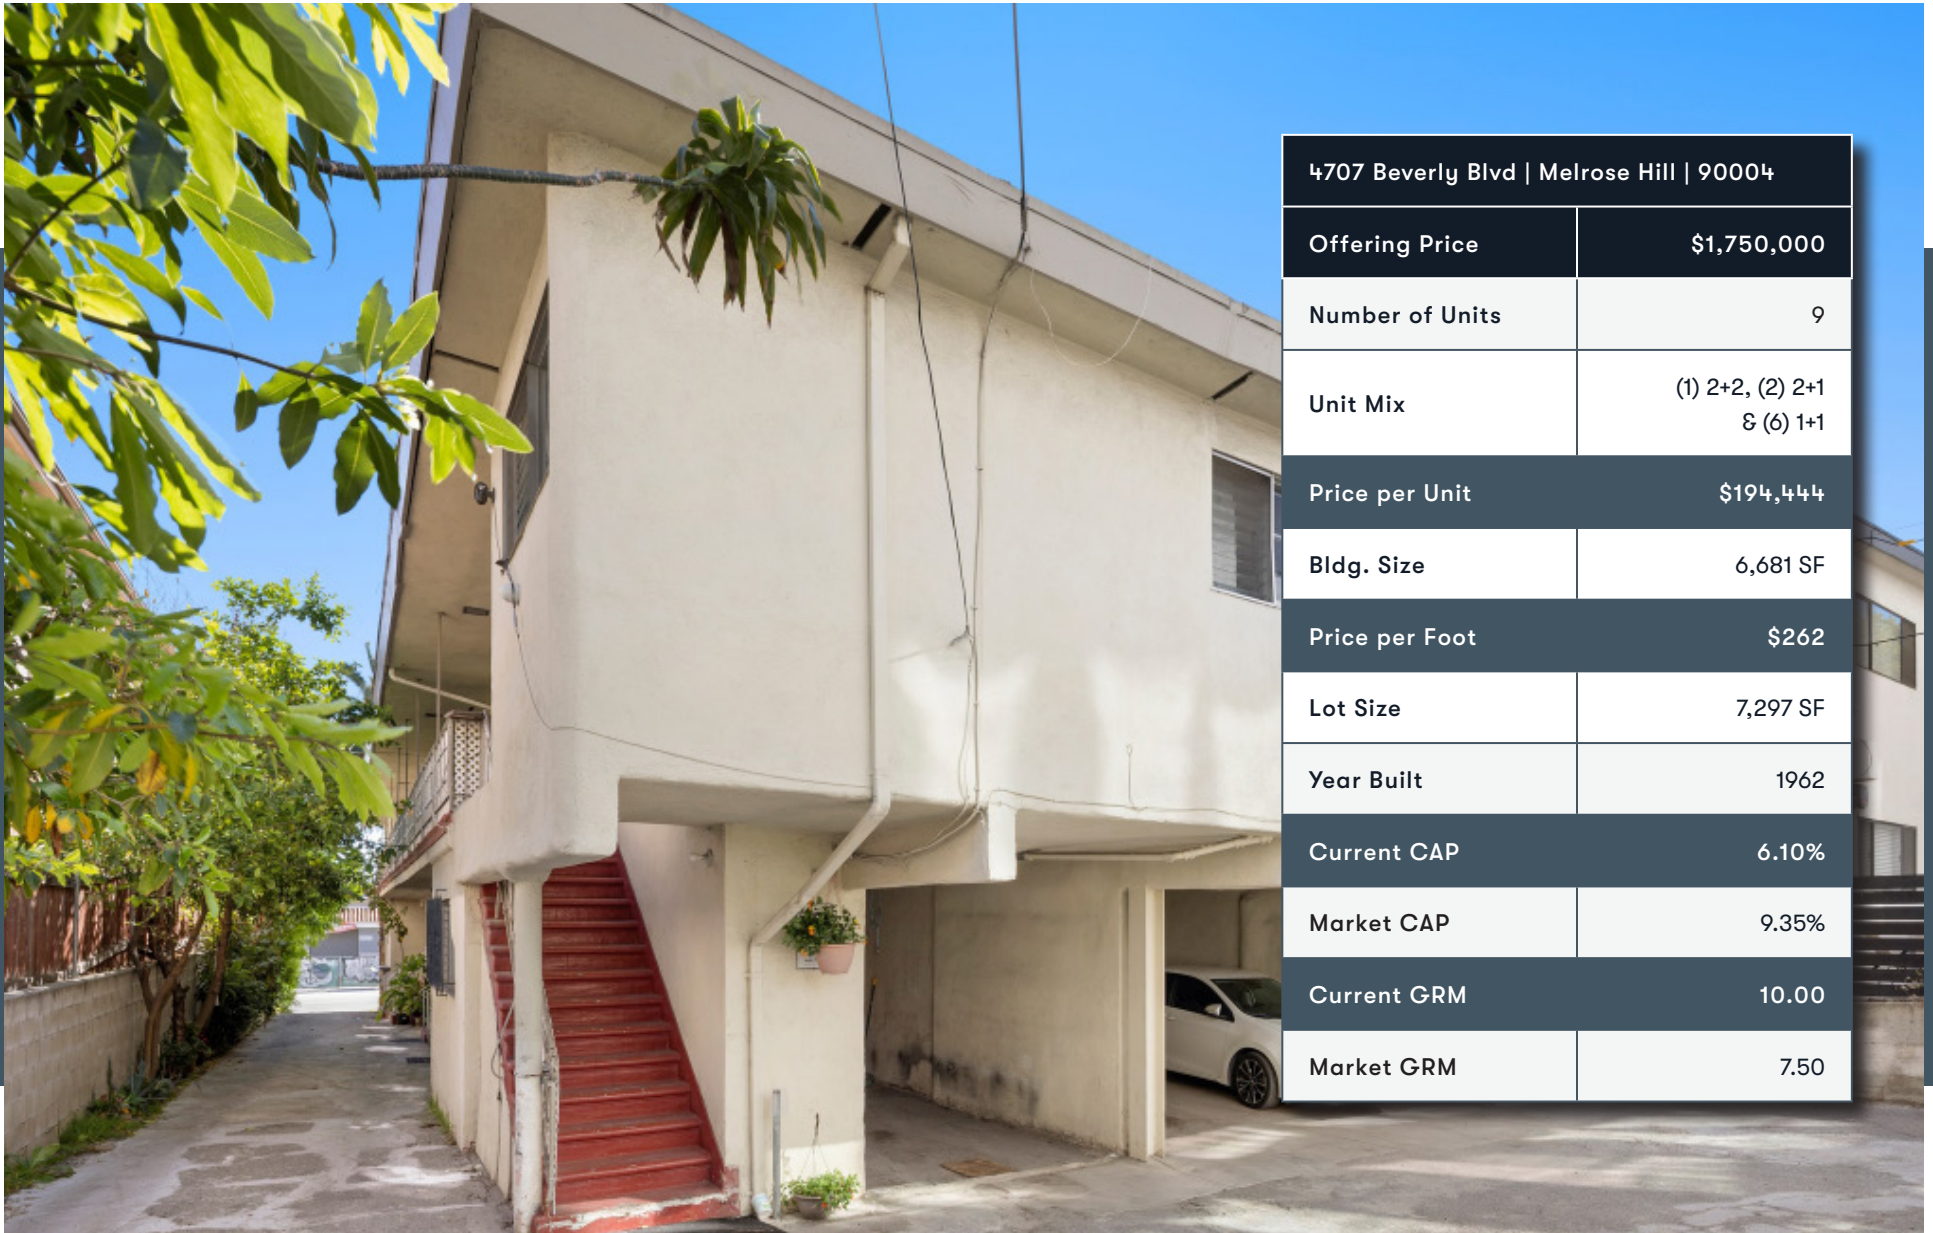 4707 Beverly Blvd | Melrose Hill | 90004
Offering Price $1,750,000
Number of Units 9
Unit Mix (1) 2+2, (2) 2+1
& (6) 1+1
Price per Unit $194,444
Bldg. Size 6,681 SF
Price per Foot $262
Lot Size 7,297 SF
Year Built 1962
Current CAP 6.10%
Market CAP 9.35%
Current GRM 10.00
Market GRM 7.50